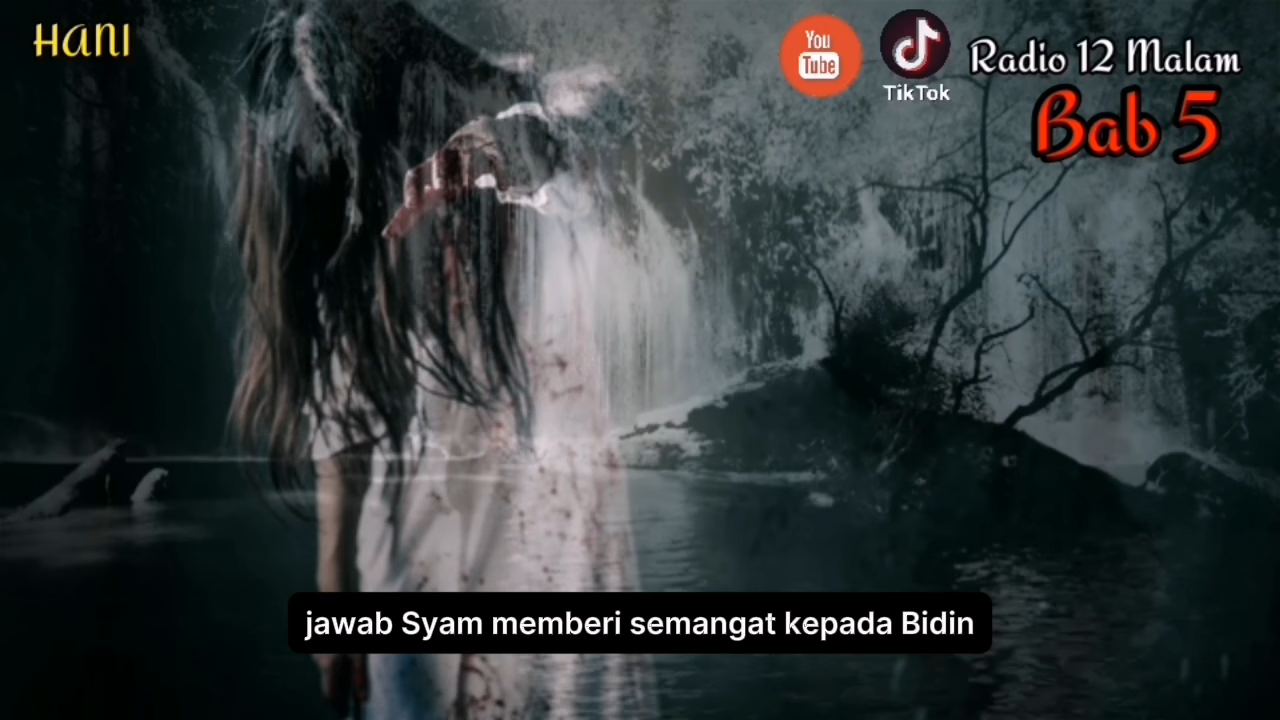 HANI
You
Tube
TikTok
Radio 12 Malam
Bab 5
jawab Syam memberi semangat kepada Bidin